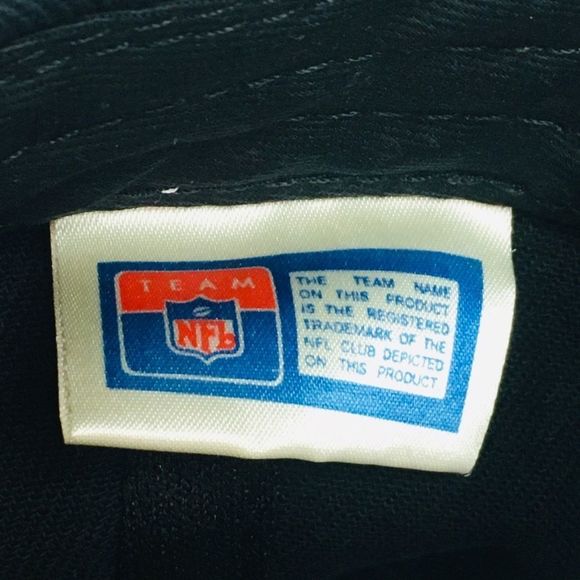 TEAM
NFL
THE TEAM NAME
ON THIS PRODUCT
IS THE REGISTERED
TRADEMARK OF THE
NFL CLUB DEPICTED
ON THIS PRODUCT